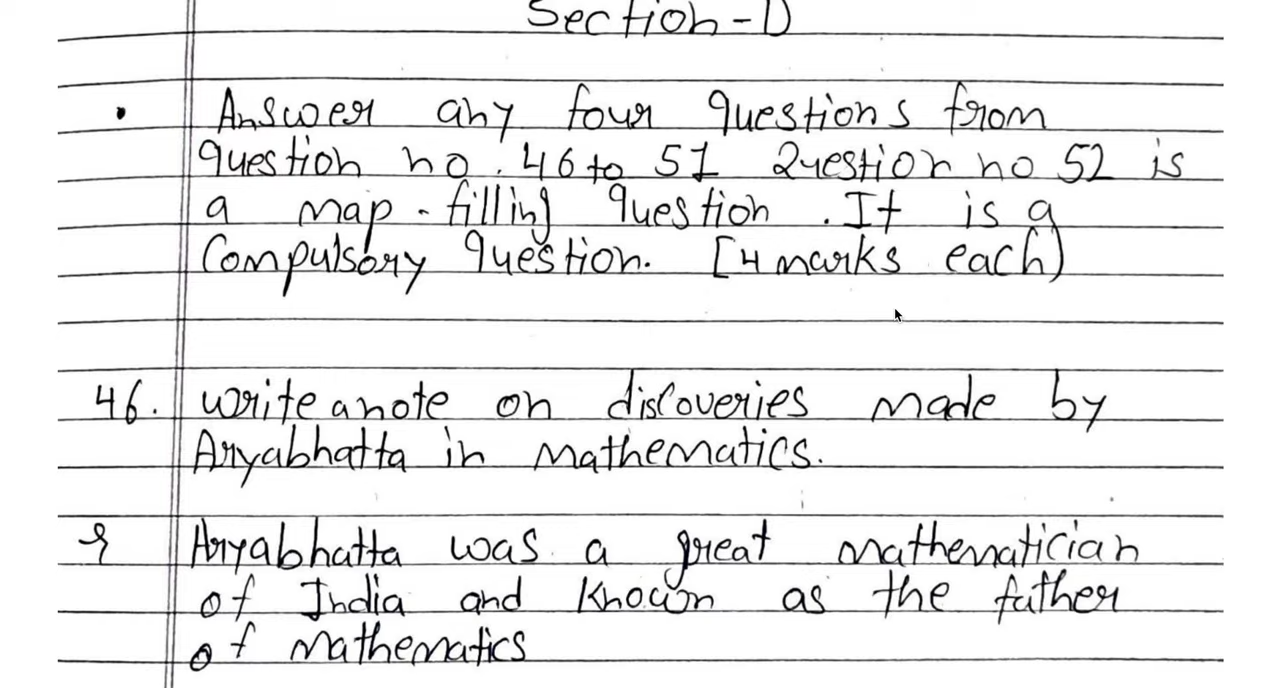 Section-D
• Answer any four questions from
question no. 46 to 51 Question no 52 is
a map-filling question. It is a
Compulsory question. [4 marks each)
46. write a note on discoveries made by
Aryabhatta in mathematics.
Aryabhatta was a great mathematician
of India and known as the father
of mathematics